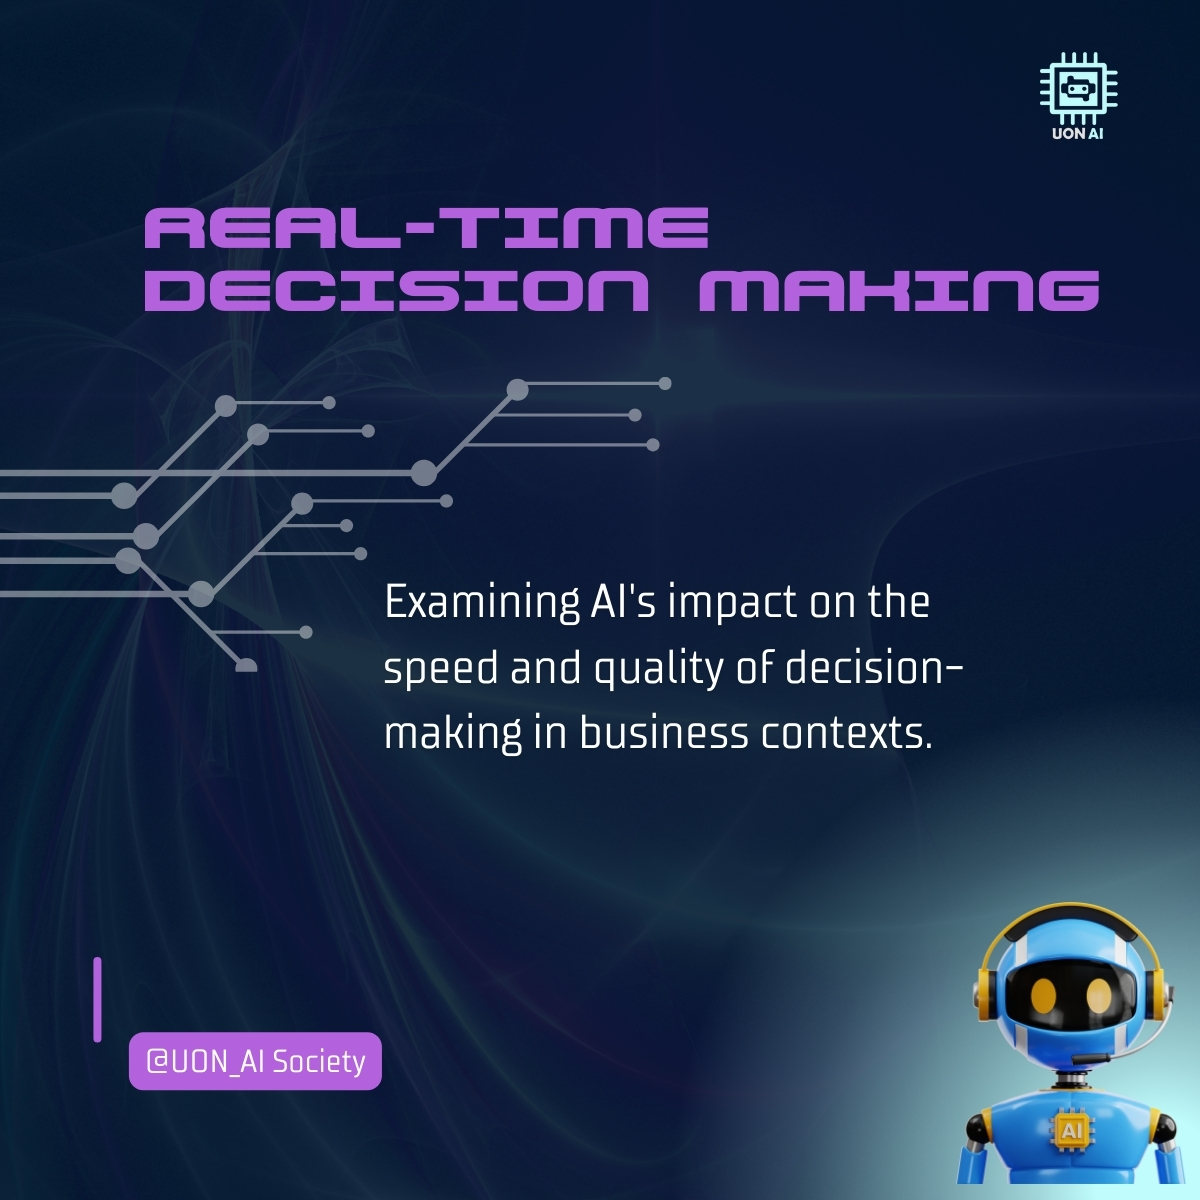 UON AI
REAL-TIME
DECISION MAKING
Examining AI's impact on the
speed and quality of decision-
making in business contexts.
@UON_AI Society
AI